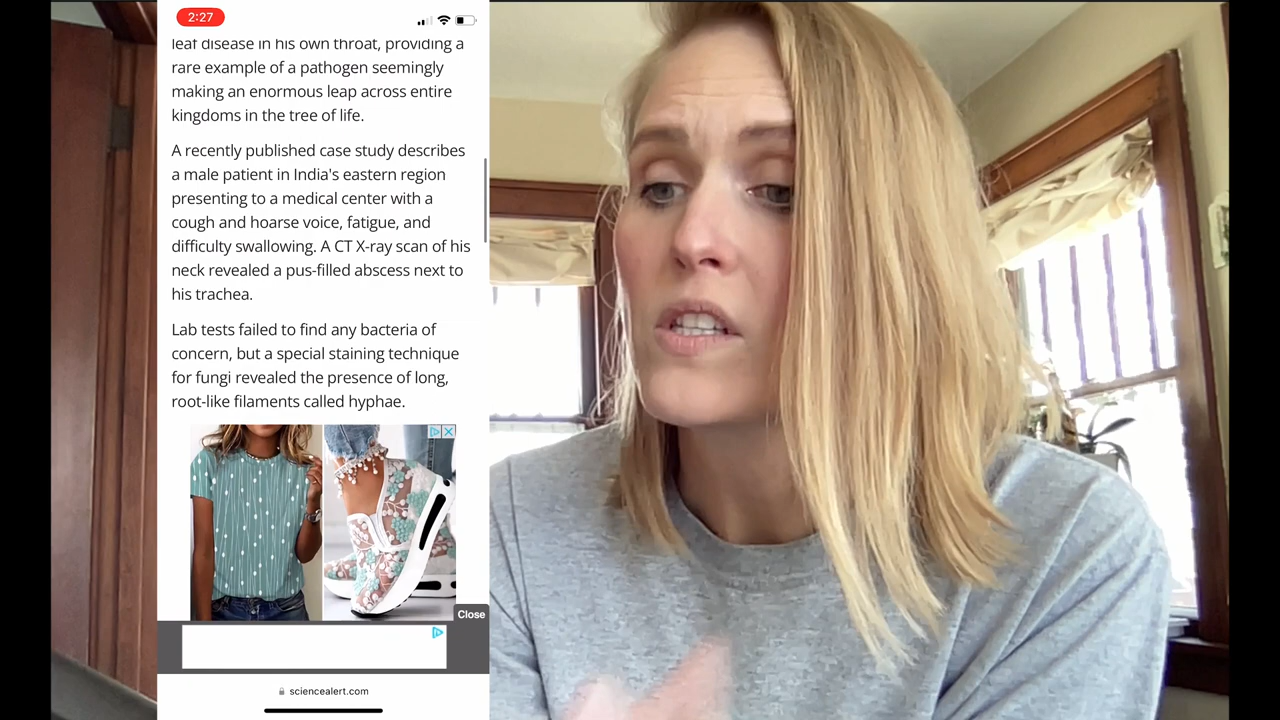 2:27
leaf disease in his own throat, providing a
rare example of a pathogen seemingly
making an enormous leap across entire
kingdoms in the tree of life.
A recently published case study describes
a male patient in India's eastern region
presenting to a medical center with a
cough and hoarse voice, fatigue, and
difficulty swallowing. A CT X-ray scan of his
neck revealed a pus-filled abscess next to
his trachea.
Lab tests failed to find any bacteria of
concern, but a special staining technique
for fungi revealed the presence of long,
root-like filaments called hyphae.
Close
sciencealert.com